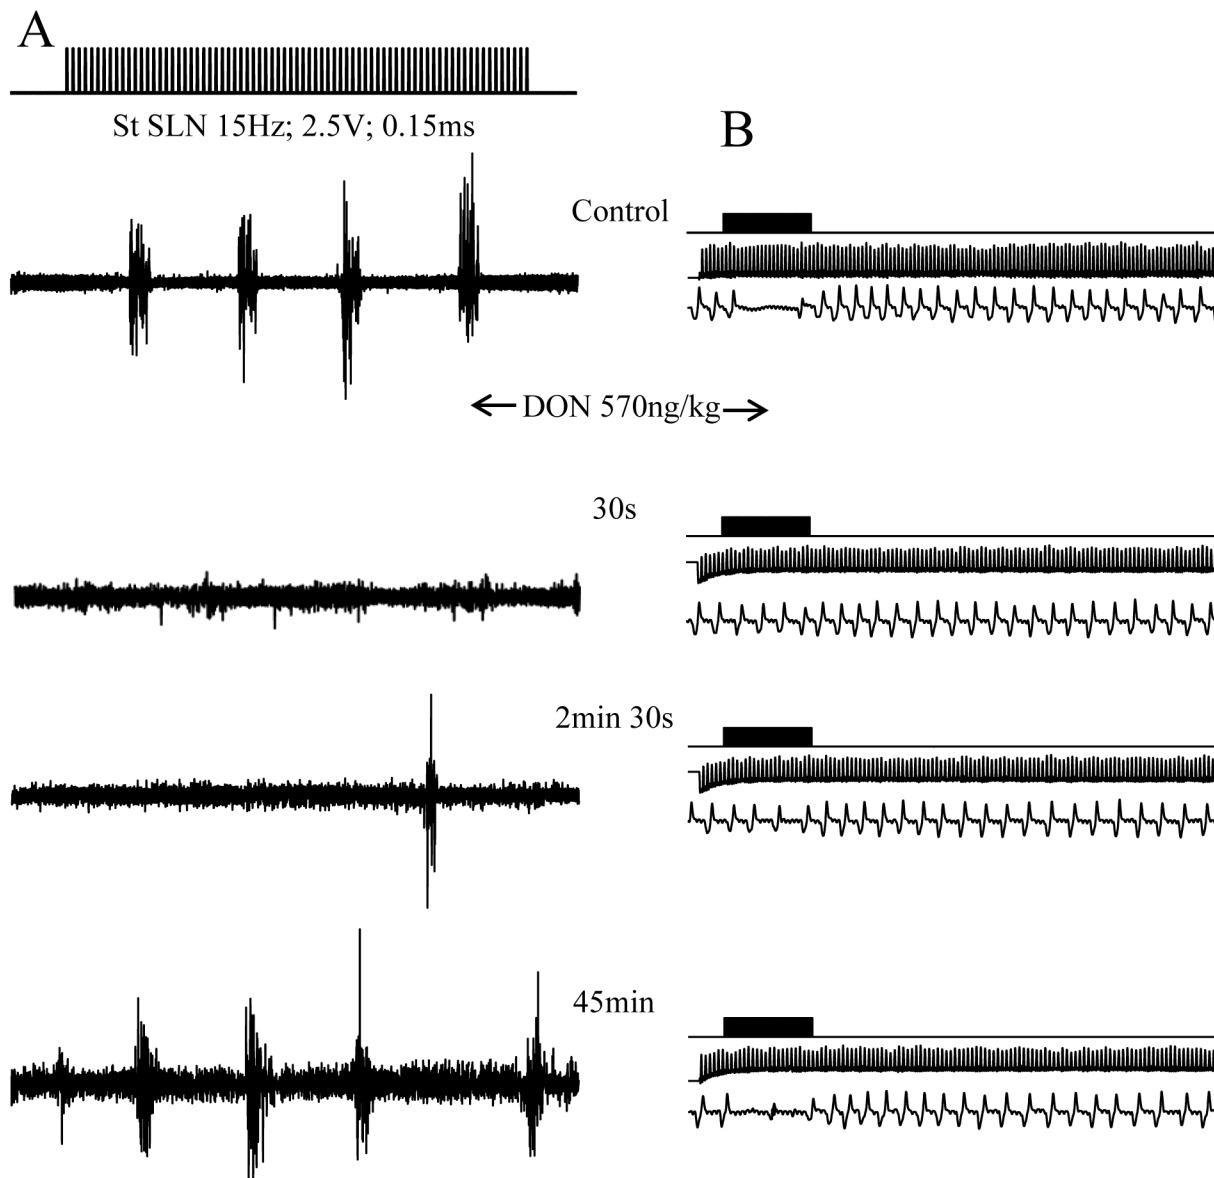 A
St SLN 15Hz; 2.5V; 0.15ms
B
Control
DON 570ng/kg
30s
2min 30s
45min